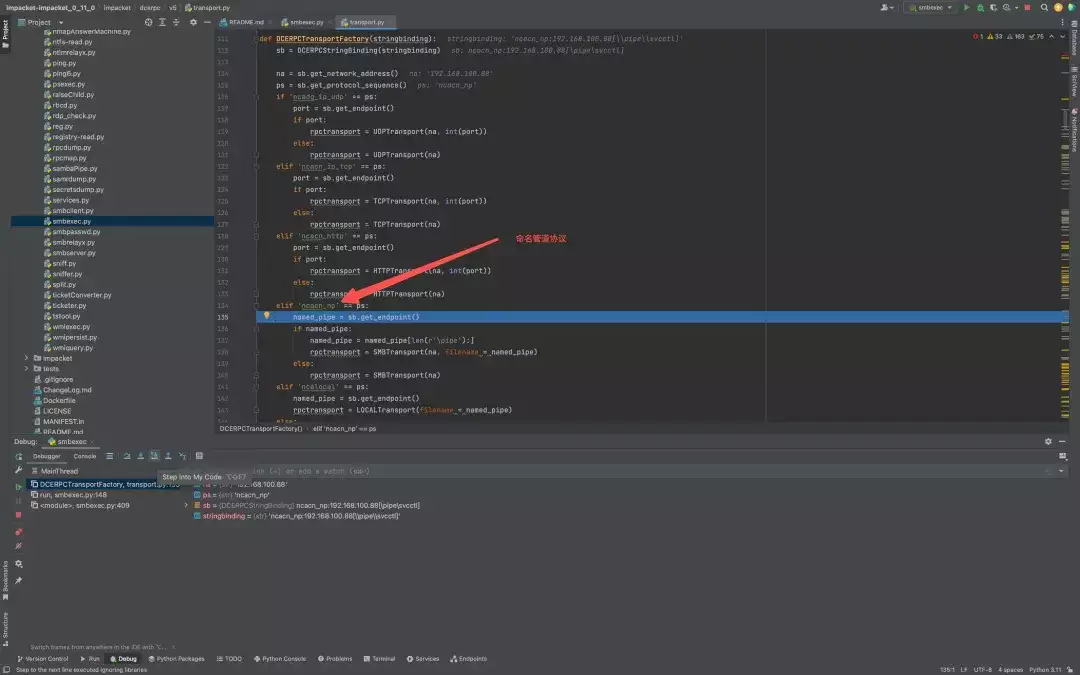 impacket-impacket_0_11_0 impacket dcerpc v5 transport.py
smbexec
Project
README.md smbexec.py transport.py
nmapAnswerMachine.py
ntfs-read.py
ntlmrelayx.py
ping.py
ping6.py
psexec.py
raiseChild.py
rbcd.py
rdp_check.py
reg.py
registry-read.py
rpcdump.py
rpcmap.py
sambaPipe.py
samrdump.py
secretsdump.py
services.py
smbclient.py
smbexec.py
smbpasswd.py
smbrelayx.py
smbserver.py
sniff.py
sniffer.py
split.py
ticketConverter.py
ticketer.py
tstool.py
wmiexec.py
wmipersist.py
wmiquery.py
impacket
tests
.gitignore
ChangeLog.md
Dockerfile
LICENSE
MANIFEST.in
README.md
1 33 163 75
def DCERPCTransportFactory(stringbinding): stringbinding: 'ncacn_np:192.168.100.88[\\pipe\\svcctl]'
sb = DCERPCStringBinding(stringbinding) sb: ncacn_np:192.168.100.88[\pipe\svcctl]
na = sb.get_network_address() na: '192.168.100.88'
ps = sb.get_protocol_sequence() ps: 'ncacn_np'
if 'ncadg_ip_udp' == ps:
port = sb.get_endpoint()
if port:
rpctransport = UDPTransport(na, int(port))
else:
rpctransport = UDPTransport(na)
elif 'ncacn_ip_tcp' == ps:
port = sb.get_endpoint()
if port:
rpctransport = TCPTransport(na, int(port))
else:
rpctransport = TCPTransport(na)
elif 'ncacn_http' == ps:
命名管道协议
port = sb.get_endpoint()
if port:
rpctransport = HTTPTransport(na, int(port))
else:
HTTPTransport(na)
elif 'ncacn_np' == ps:
135 named_pipe = sb.get_endpoint()
if named_pipe:
named_pipe = named_pipe[len(r'\pipe'):]
rpctransport = SMBTransport(na, filename = named_pipe)
else:
rpctransport = SMBTransport(na)
elif 'ncalocal' == ps:
named_pipe = sb.get_endpoint()
rpctransport = LOCALTransport(filename = named_pipe)
else:
DCERPCTransportFactory() elif 'ncacn_np' == ps
Debug: smbexec
Debugger Console
MainThread
Step Into My Code
DCERPCTransportFactory, transport.py:135
run, smbexec.py:148
<module>, smbexec.py:409
ps = {str} 'ncacn_np'
sb = {DCERPCStringBinding} ncacn_np:192.168.100.88[\pipe\svcctl]
stringbinding = {str} 'ncacn_np:192.168.100.88[\\pipe\\svcctl]'
Switch frames from anywhere in the IDE with
Version Control Run Debug Python Packages TODO Python Console Problems Terminal Services Endpoints
Step to the next line executed ignoring libraries
135:1 LF UTF-8 4 spaces Python 3.11
Project
Bookmarks
Structure
Database
SciView
Notifications